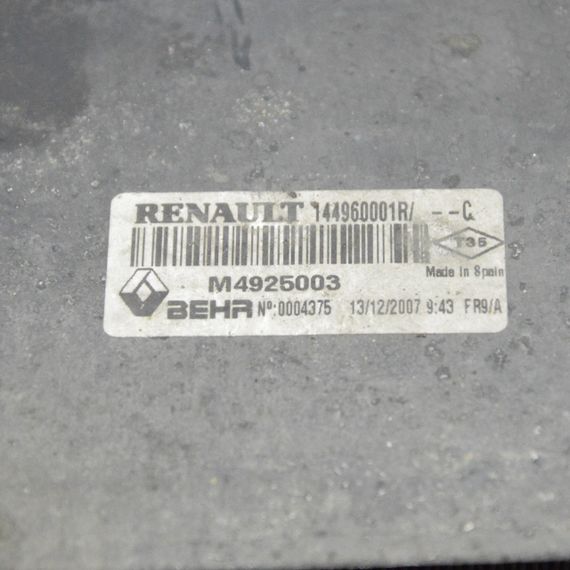 RENAULT 144960001R/ --C
T35
Made in Spain
M4925003
BEHR Nº:0004375 13/12/2007 9:43 FR9/A